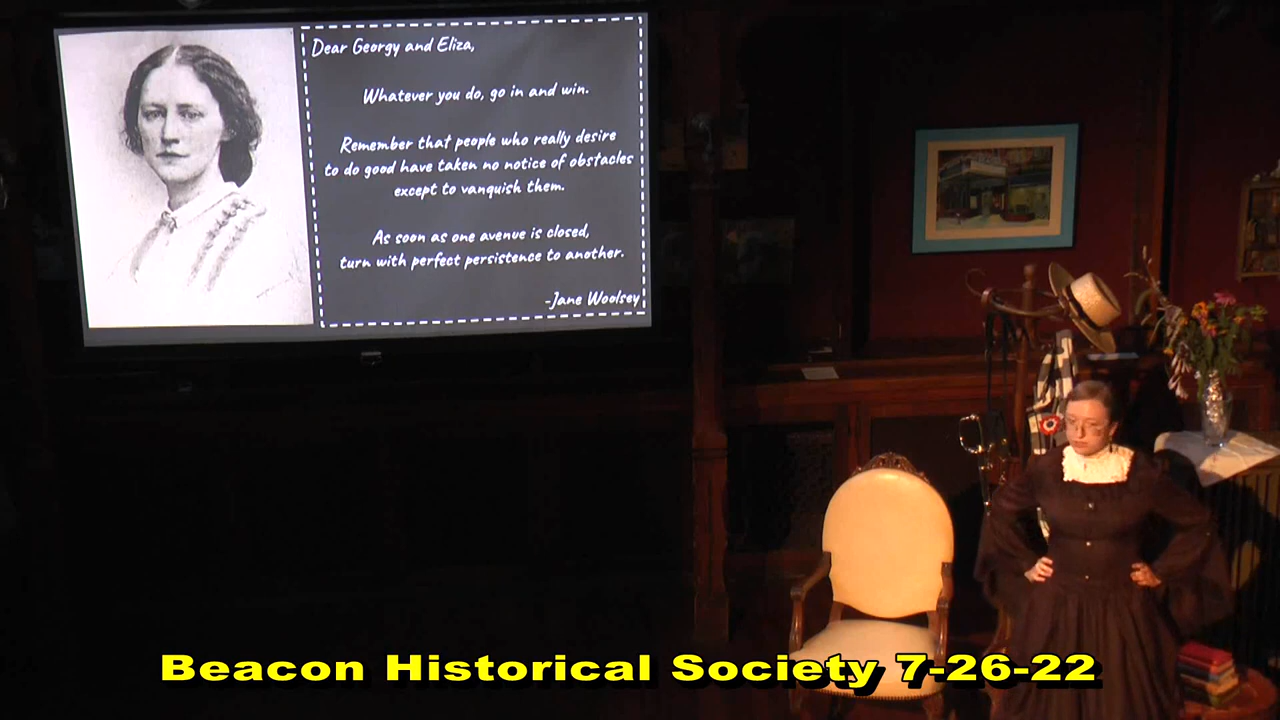 Dear Georgy and Eliza,
Whatever you do, go in and win.
Remember that people who really desire
to do good have taken no notice of obstacles
except to vanquish them.
As soon as one avenue is closed,
turn with perfect persistence to another.
-Jane Woolsey
Beacon Historical Society 7-26-22